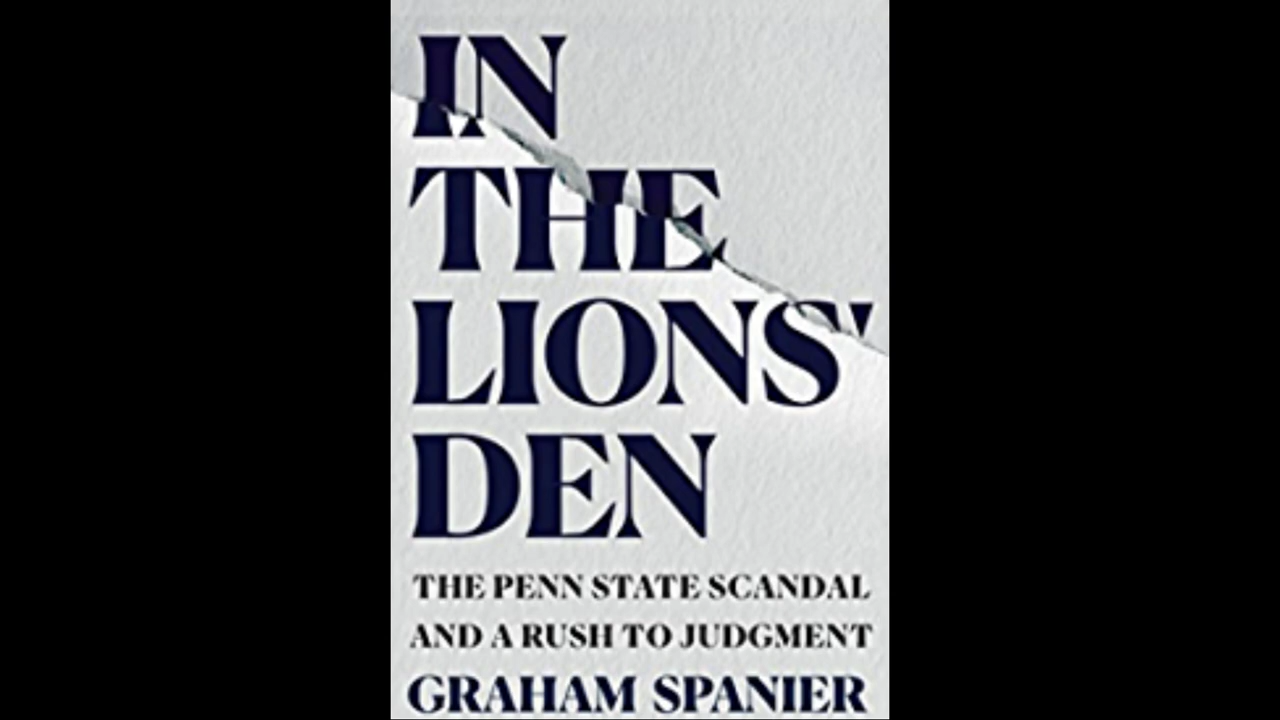 IN
THE
LIONS'
DEN
THE PENN STATE SCANDAL
AND A RUSH TO JUDGMENT
GRAHAM SPANIER